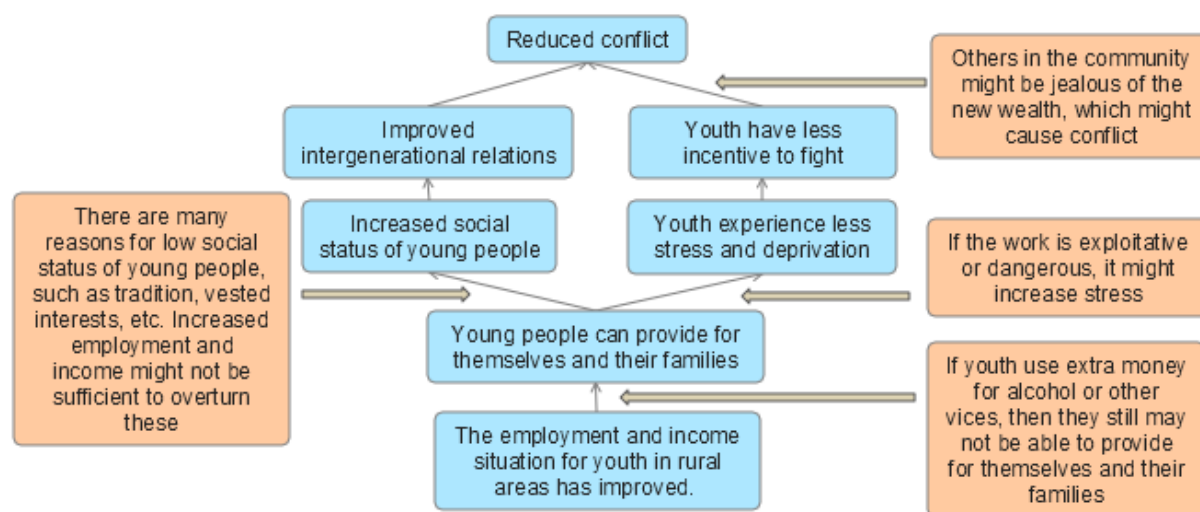 Reduced conflict
Others in the community
might be jealous of the
new wealth, which might
cause conflict
Improved
intergenerational relations
Youth have less
incentive to fight
There are many
reasons for low social
status of young people,
such as tradition, vested
interests, etc. Increased
employment and
income might not be
sufficient to overturn
these
Increased social
status of young people
Youth experience less
stress and deprivation
If the work is exploitative
or dangerous, it might
increase stress
Young people can provide for
themselves and their families
If youth use extra money
for alcohol or other
vices, then they still may
not be able to provide
for themselves and their
families
The employment and income
situation for youth in rural
areas has improved.